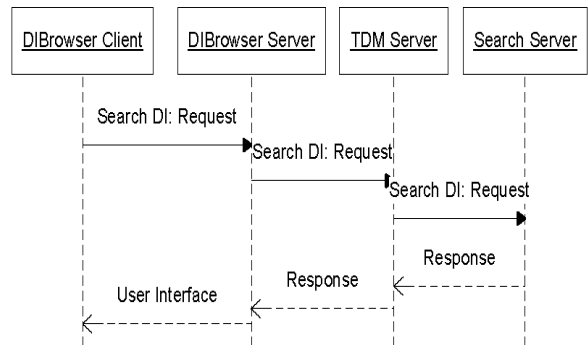 DIBrowser Client
DIBrowser Server
TDM Server
Search Server
Search DI: Request
Search DI: Request
Search DI: Request
Response
Response
User Interface